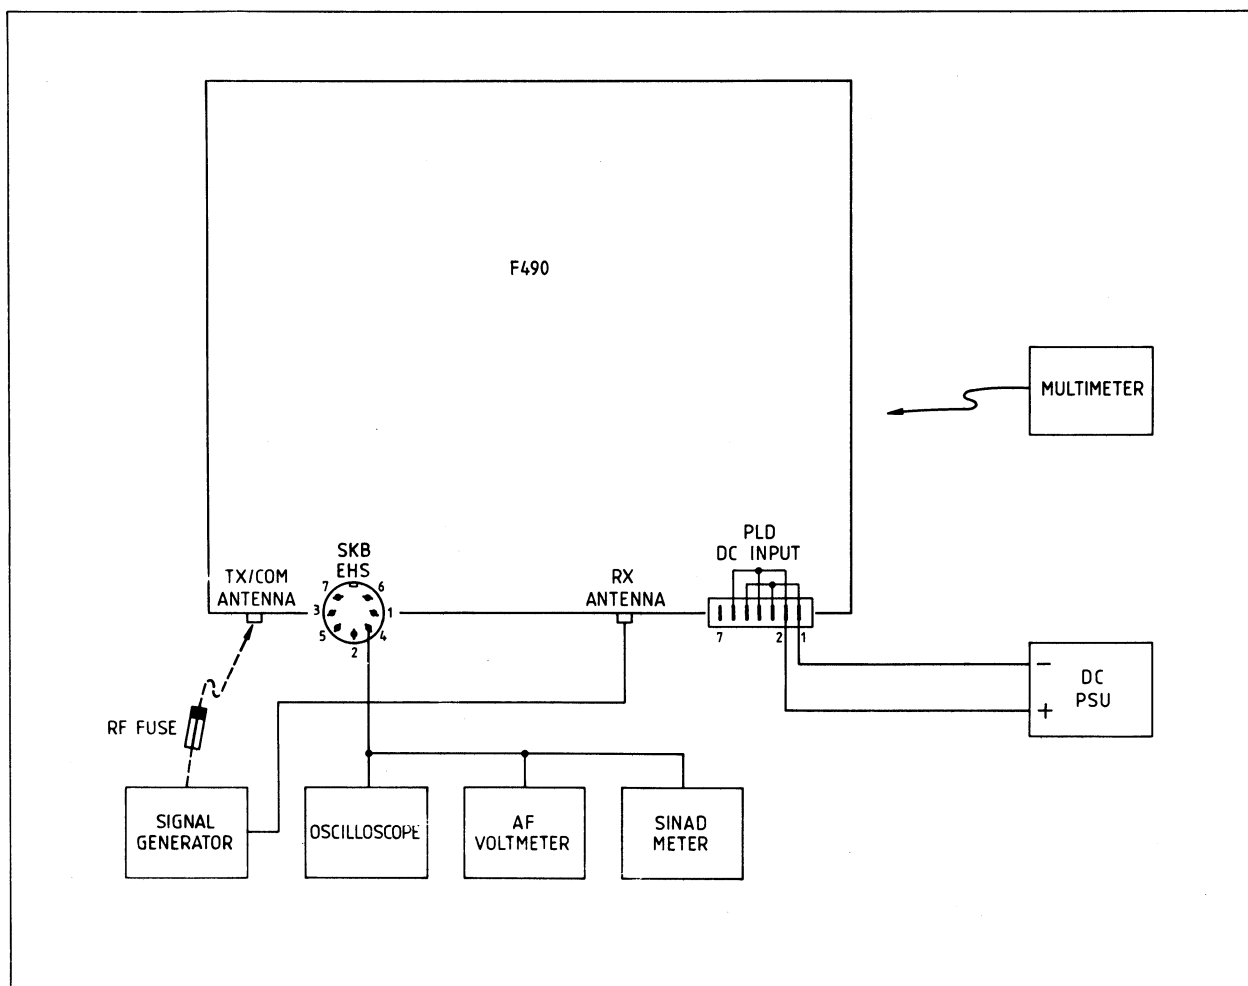 F490
MULTIMETER
PLD
DC INPUT
SKB
EHS
TX/COM
ANTENNA
RX
ANTENNA
7
6
3
1
5
4
2
7
2
1
−
+
DC
PSU
RF FUSE
SIGNAL
GENERATOR
OSCILLOSCOPE
AF
VOLTMETER
SINAD
METER